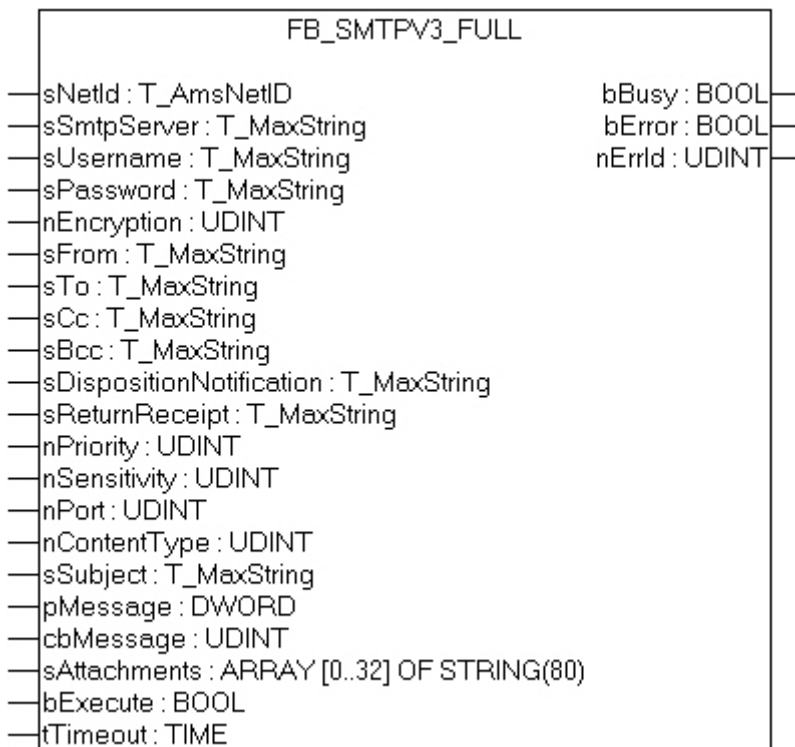 FB_SMTPV3_FULL
sNetId : T_AmsNetID bBusy : BOOL
sSmtpServer : T_MaxString bError : BOOL
sUsername : T_MaxString nErrId : UDINT
sPassword : T_MaxString
nEncryption : UDINT
sFrom : T_MaxString
sTo : T_MaxString
sCc : T_MaxString
sBcc : T_MaxString
sDispositionNotification : T_MaxString
sReturnReceipt : T_MaxString
nPriority : UDINT
nSensitivity : UDINT
nPort : UDINT
nContentType : UDINT
sSubject : T_MaxString
pMessage : DWORD
cbMessage : UDINT
sAttachments : ARRAY [0..32] OF STRING(80)
bExecute : BOOL
tTimeout : TIME